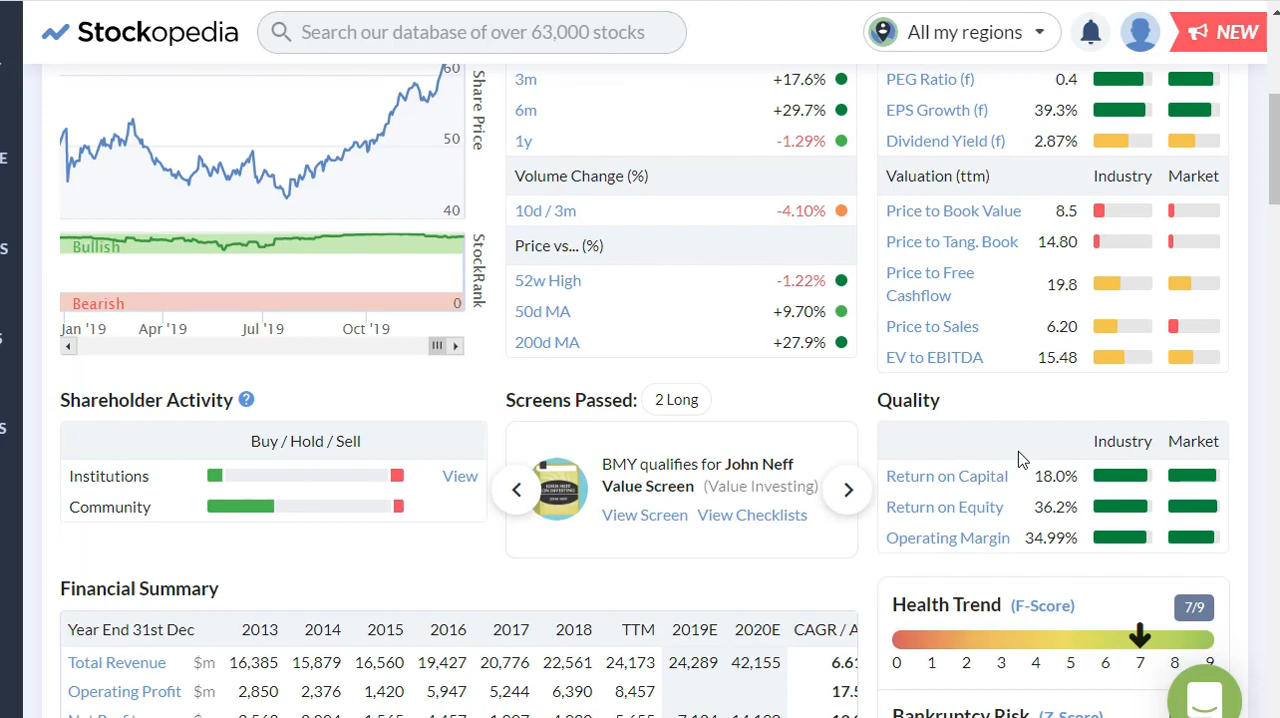 Stockopedia
Search our database of over 63,000 stocks
All my regions
NEW
60
50
40
Share Price
Bullish
Bearish
0
StockRank
Jan '19 Apr '19 Jul '19 Oct '19
3m +17.6%
6m +29.7%
1y -1.29%
Volume Change (%)
10d / 3m -4.10%
Price vs... (%)
52w High -1.22%
50d MA +9.70%
200d MA +27.9%
PEG Ratio (f) 0.4
EPS Growth (f) 39.3%
Dividend Yield (f) 2.87%
Valuation (ttm) Industry Market
Price to Book Value 8.5
Price to Tang. Book 14.80
Price to Free
Cashflow 19.8
Price to Sales 6.20
EV to EBITDA 15.48
Shareholder Activity ?
Buy / Hold / Sell
Institutions View
Community
Screens Passed: 2 Long
BMY qualifies for John Neff
Value Screen (Value Investing)
View Screen View Checklists
Quality
Industry Market
Return on Capital 18.0%
Return on Equity 36.2%
Operating Margin 34.99%
Financial Summary
Year End 31st Dec 2013 2014 2015 2016 2017 2018 TTM 2019E 2020E CAGR / A
Total Revenue $m 16,385 15,879 16,560 19,427 20,776 22,561 24,173 24,289 42,155 6.61
Operating Profit $m 2,850 2,376 1,420 5,947 5,244 6,390 8,457 17.5
Health Trend (F-Score) 7/9
0 1 2 3 4 5 6 7 8 9
Bankruptcy Risk (Z-Score)